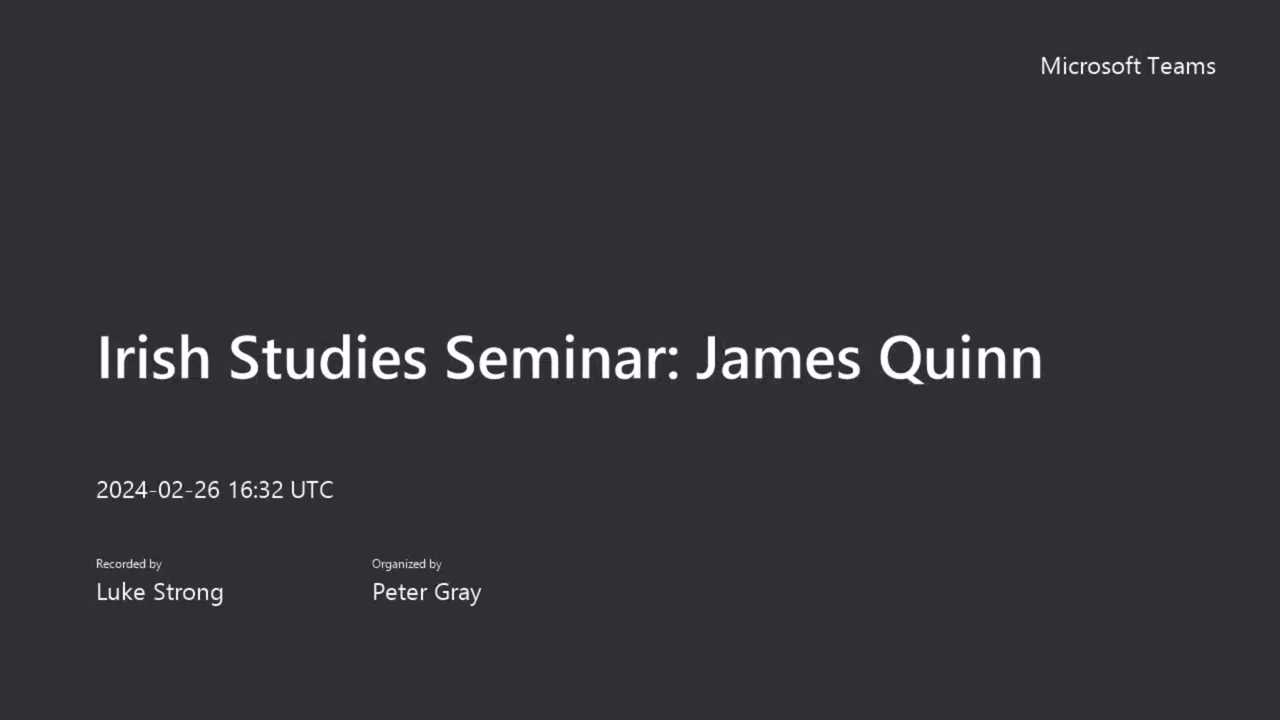 Microsoft Teams
Irish Studies Seminar: James Quinn
2024-02-26 16:32 UTC
Recorded by
Luke Strong
Organized by
Peter Gray